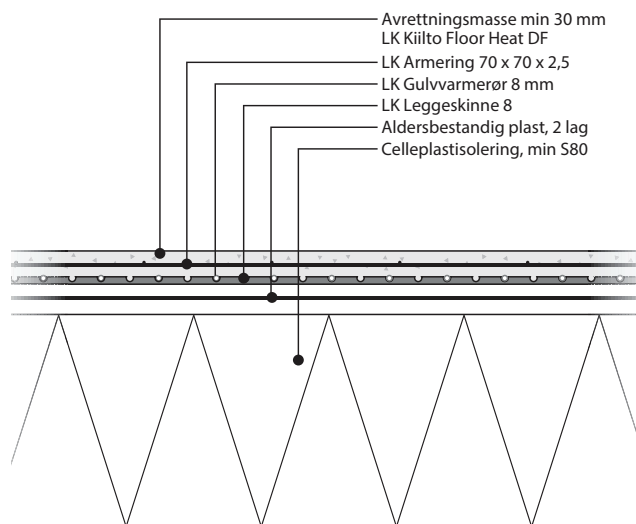 Avrettningsmasse min 30 mm
LK Kiilto Floor Heat DF
LK Armering 70 x 70 x 2,5
LK Gulvvarmerør 8 mm
LK Leggeskinne 8
Aldersbestandig plast, 2 lag
Celleplastisolering, min S80